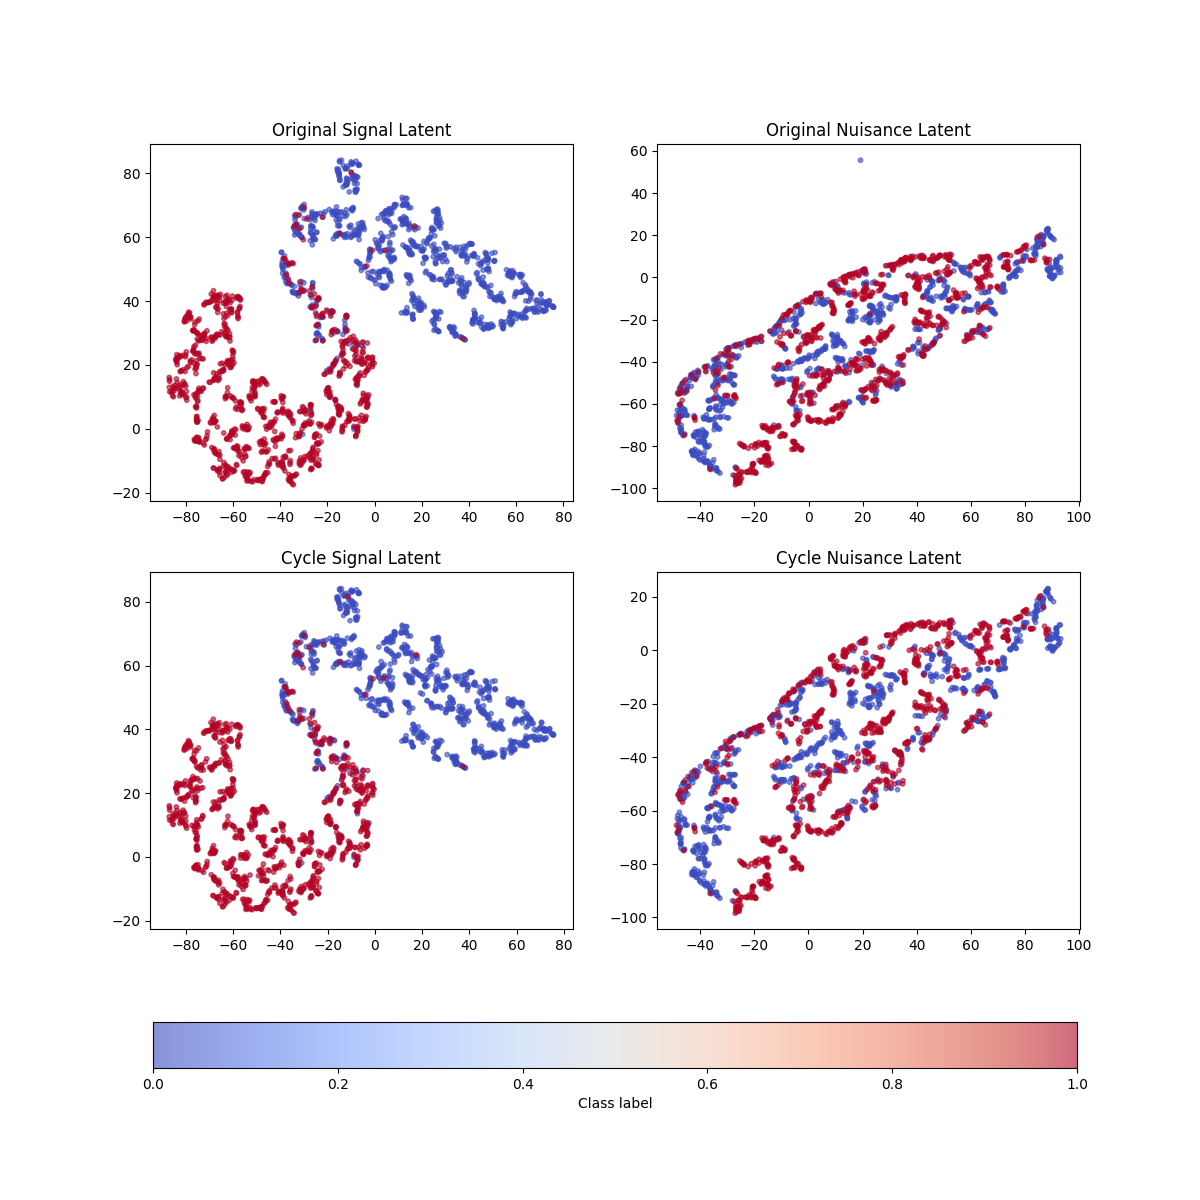 Original Signal Latent
Original Nuisance Latent
80
60
40
20
0
−20
−80 −60 −40 −20 0 20 40 60 80
60
40
20
0
−20
−40
−60
−80
−100
−40 −20 0 20 40 60 80 100
Cycle Signal Latent
Cycle Nuisance Latent
80
60
40
20
0
−20
−80 −60 −40 −20 0 20 40 60 80
20
0
−20
−40
−60
−80
−100
−40 −20 0 20 40 60 80 100
0.0 0.2 0.4 0.6 0.8 1.0
Class label